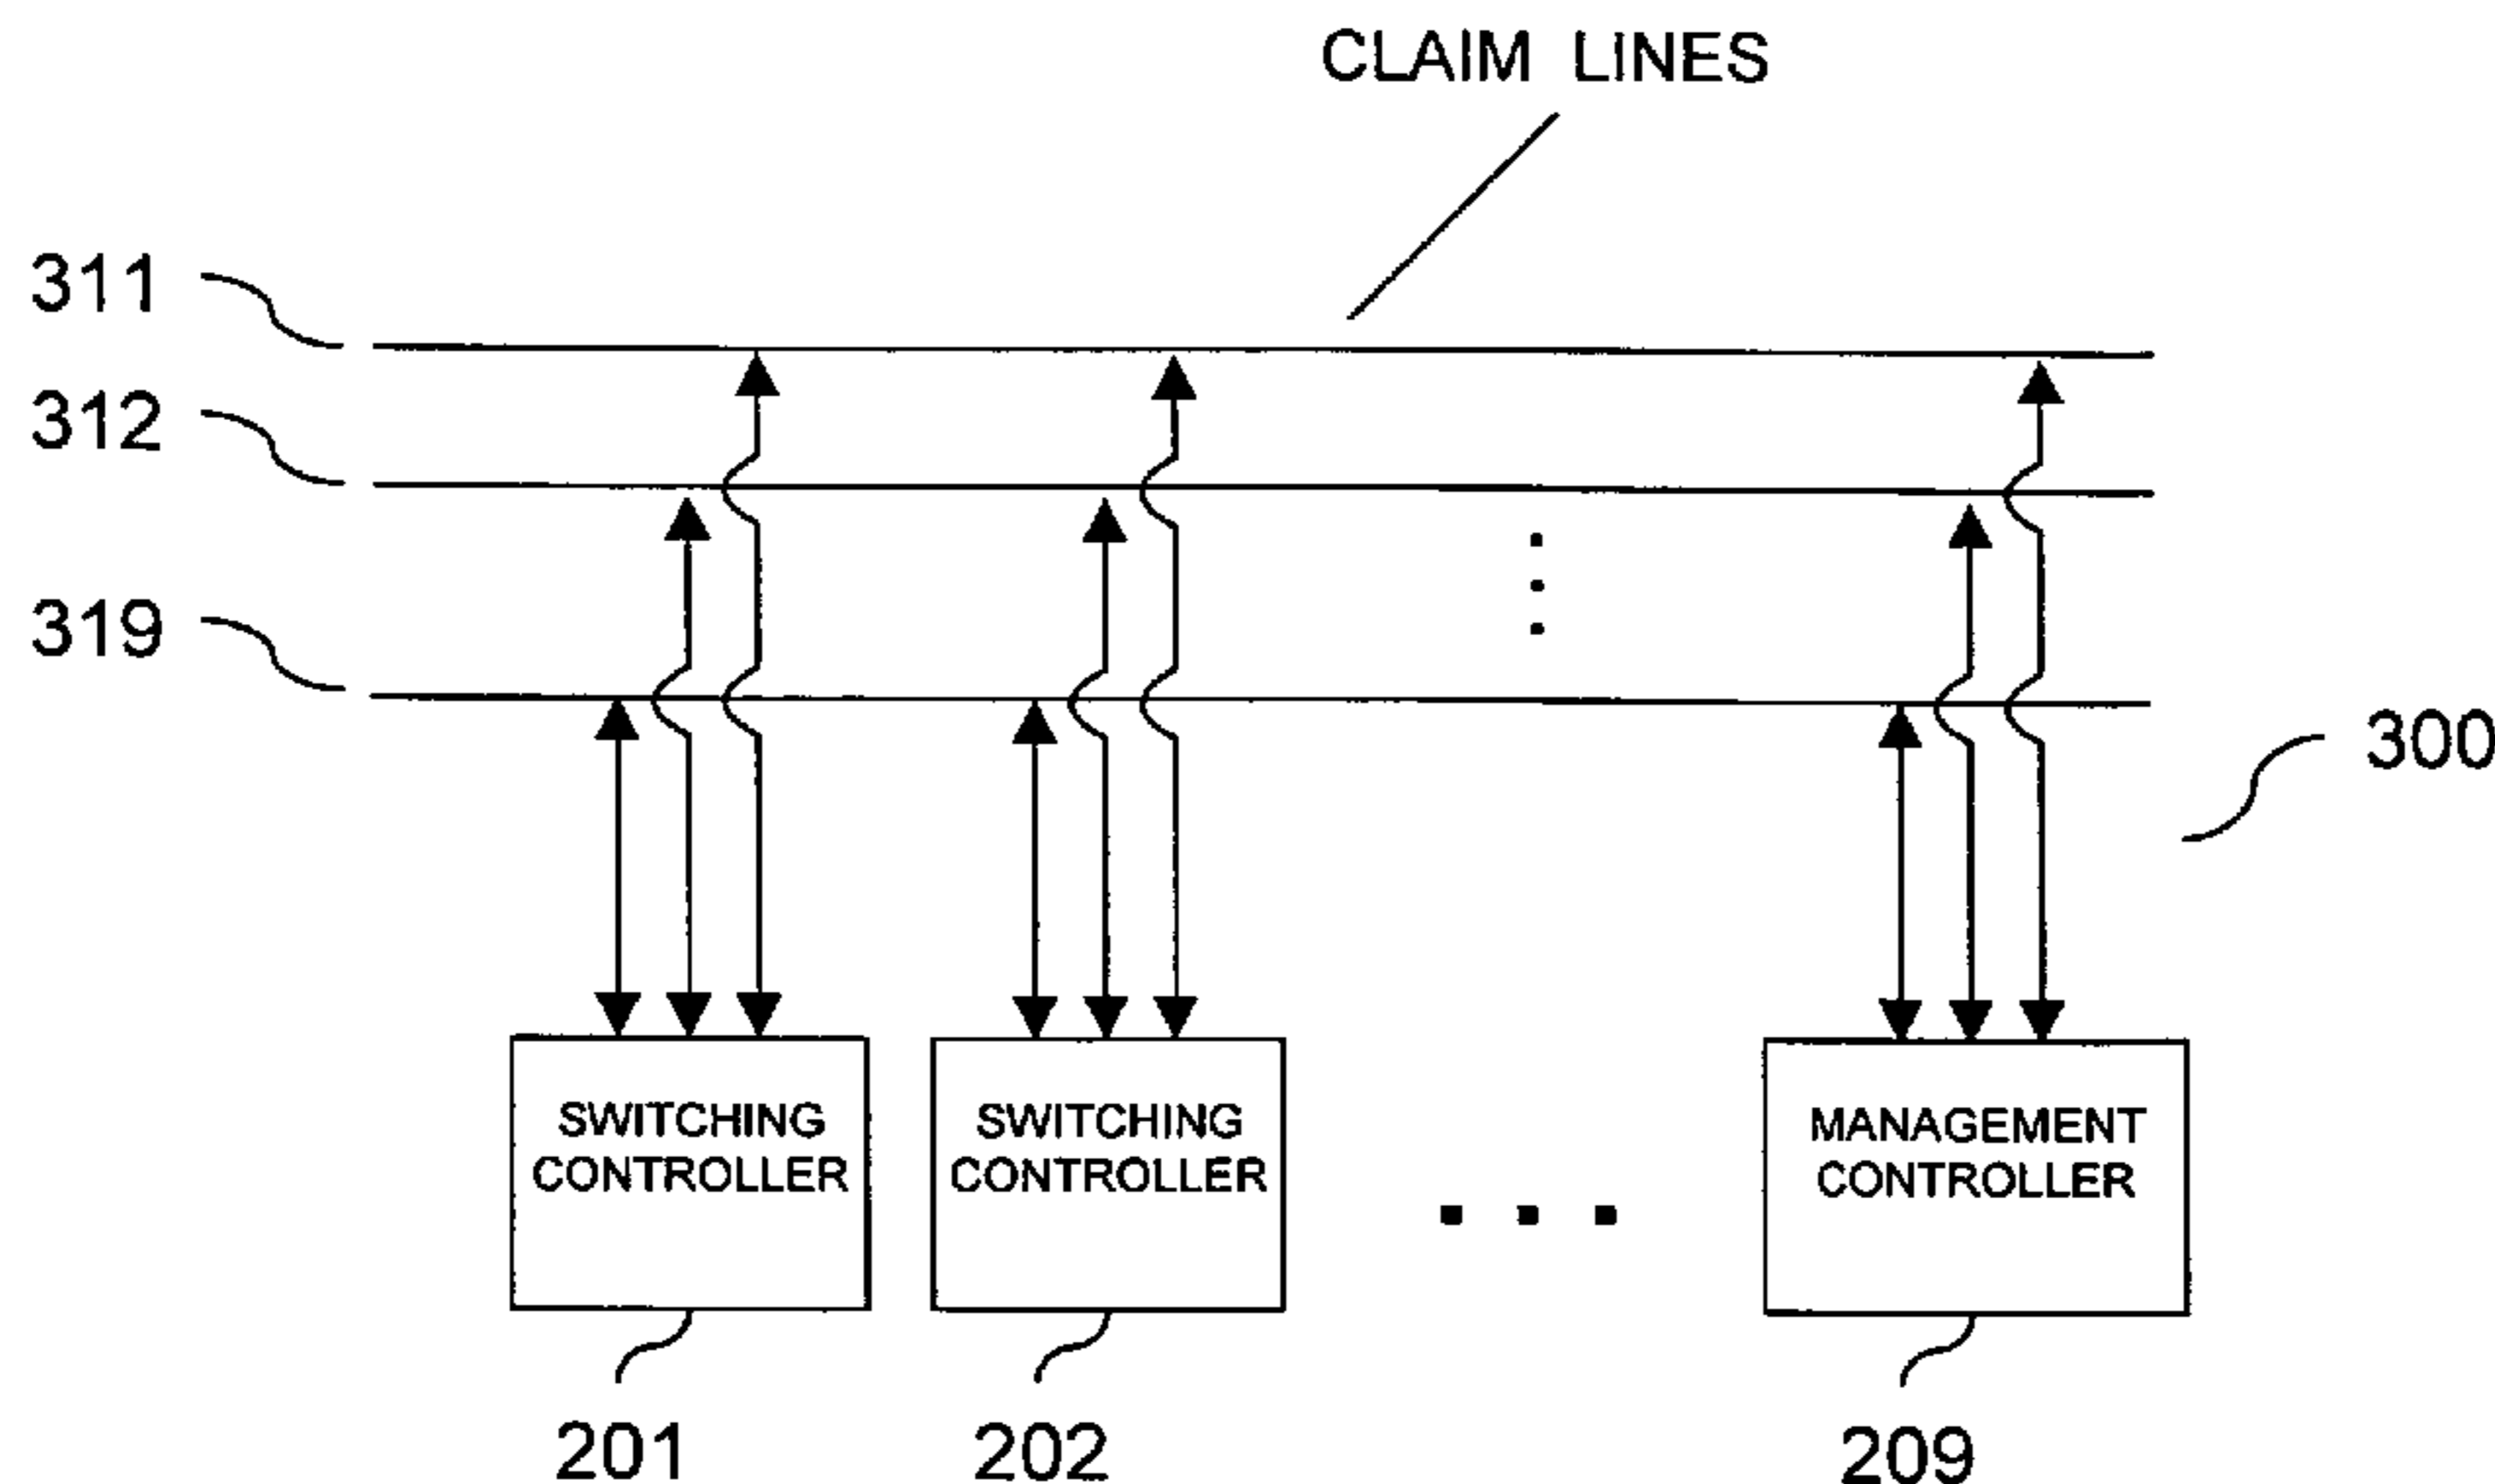 CLAIM LINES
311
312
319
300
SWITCHING
CONTROLLER
SWITCHING
CONTROLLER
MANAGEMENT
CONTROLLER
201
202
209